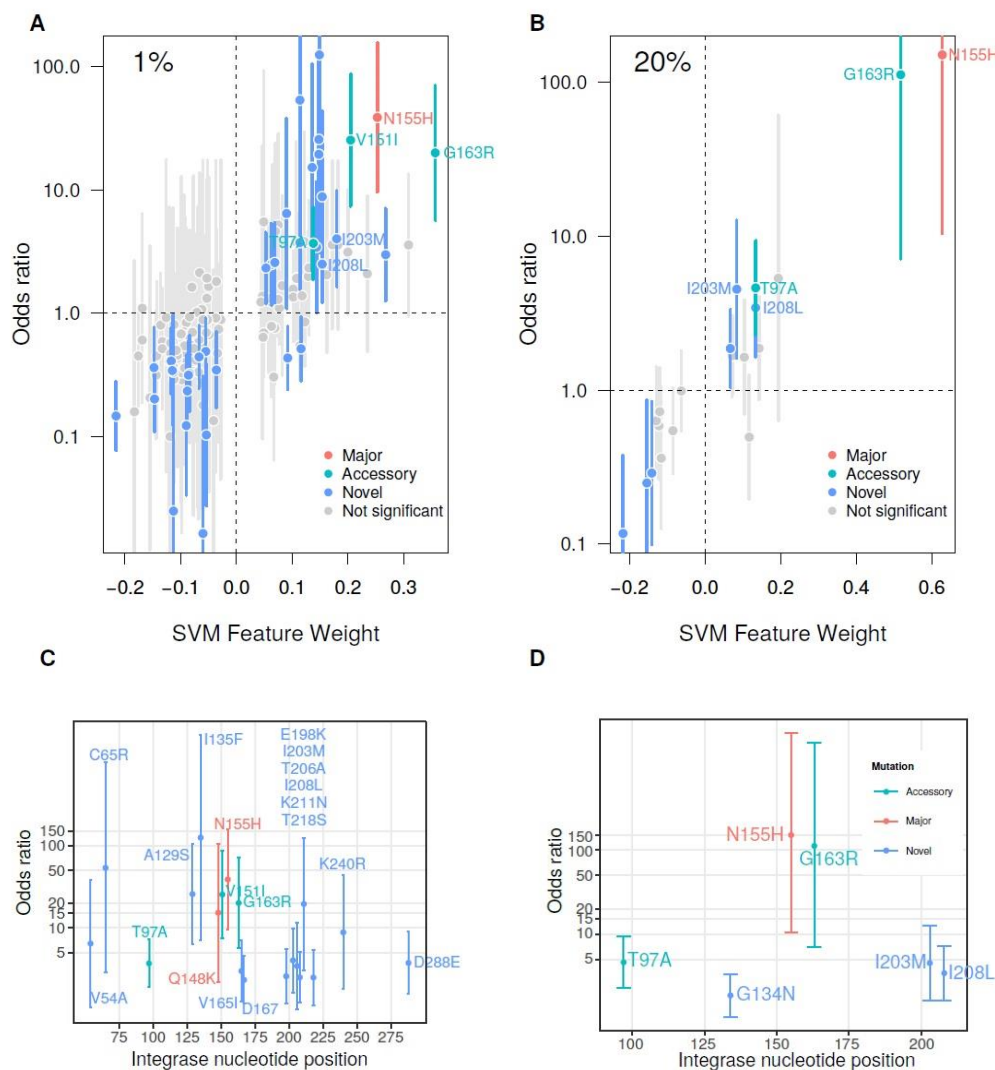 A
1%
100.0
10.0
1.0
0.1
Odds ratio
N155H
V151I
G163R
T97A
I203M
I208L
Major
Accessory
Novel
Not significant
−0.2
−0.1
0.0
0.1
0.2
0.3
SVM Feature Weight
B
20%
100.0
10.0
1.0
0.1
Odds ratio
N155H
G163R
I203M
T97A
I208L
Major
Accessory
Novel
Not significant
−0.2
0.0
0.2
0.4
0.6
SVM Feature Weight
C
Odds ratio
150
100
50
20
15
10
5
C65R
I135F
E198K
I203M
T206A
I208L
K211N
T218S
N155H
A129S
K240R
V151I
G163R
T97A
Q148K
D288E
V54A
V165I
D167
75
100
125
150
175
200
225
250
275
300
Integrase nucleotide position
D
Odds ratio
150
100
50
20
15
10
5
N155H
G163R
T97A
G134N
I203M
I208L
Mutation
Accessory
Major
Novel
100
125
150
175
200
Integrase nucleotide position